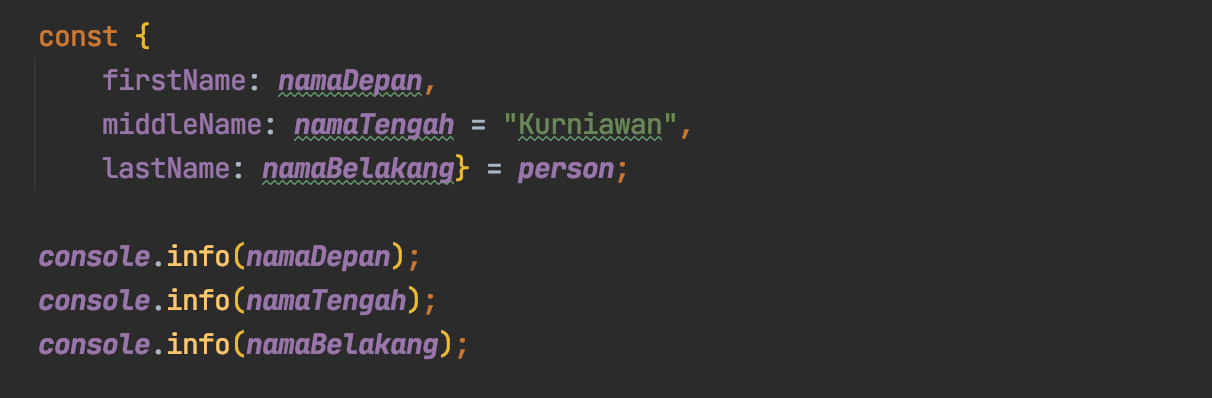 const {
    firstName: namaDepan,
    middleName: namaTengah = "Kurniawan",
    lastName: namaBelakang} = person;

console.info(namaDepan);
console.info(namaTengah);
console.info(namaBelakang);